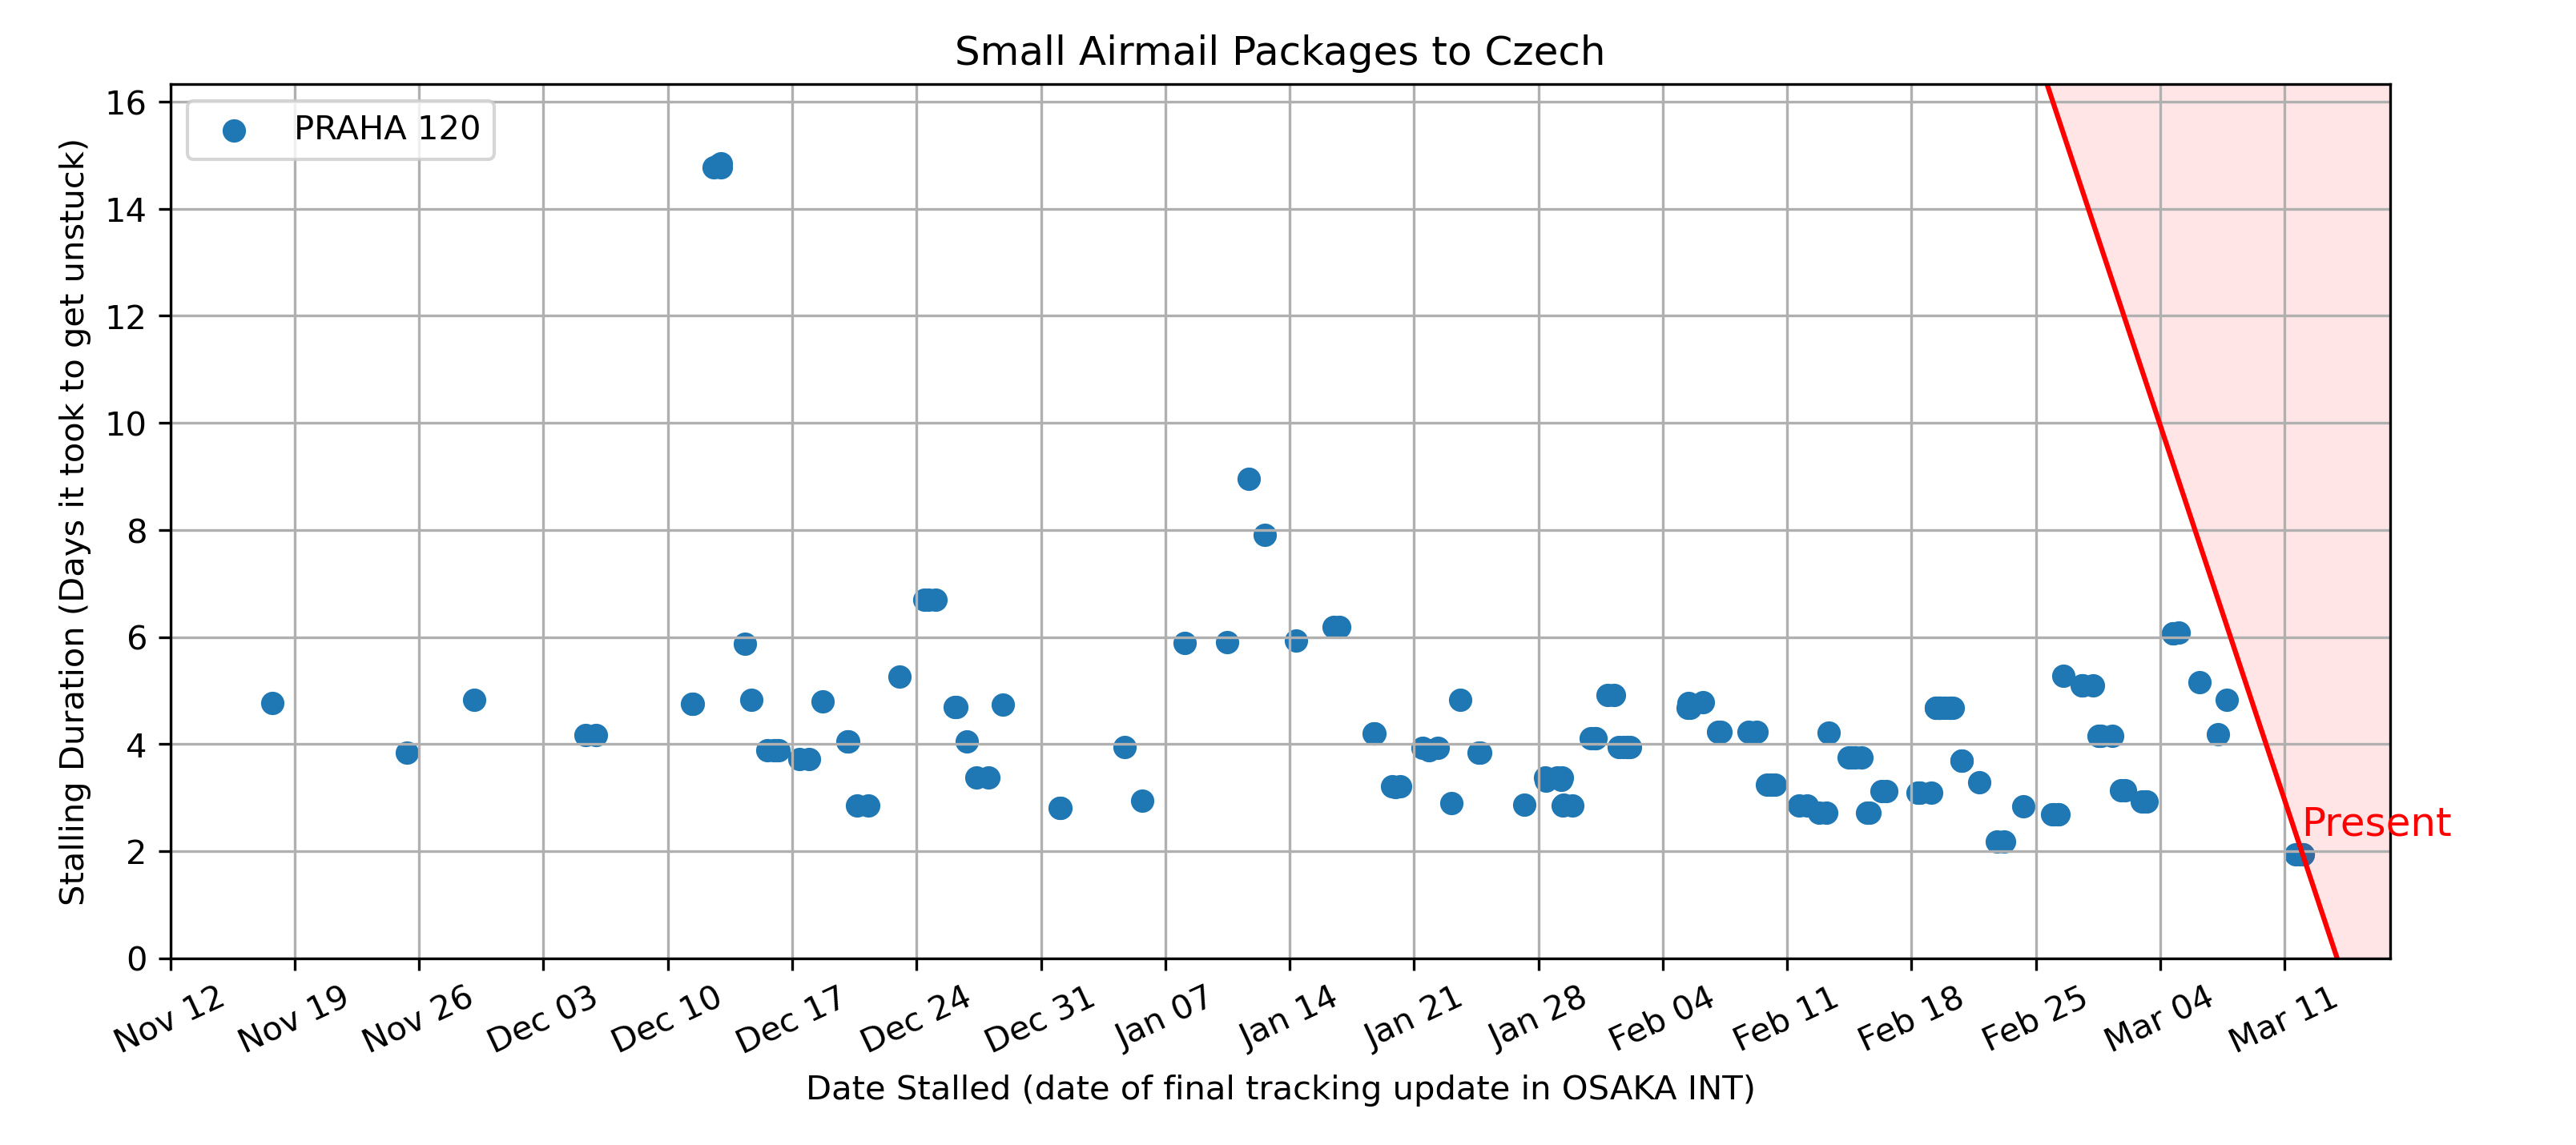 Small Airmail Packages to Czech
PRAHA 120
Stalling Duration (Days it took to get unstuck)
16
14
12
10
8
6
4
2
0
Present
Nov 12
Nov 19
Nov 26
Dec 03
Dec 10
Dec 17
Dec 24
Dec 31
Jan 07
Jan 14
Jan 21
Jan 28
Feb 04
Feb 11
Feb 18
Feb 25
Mar 04
Mar 11
Date Stalled (date of final tracking update in OSAKA INT)